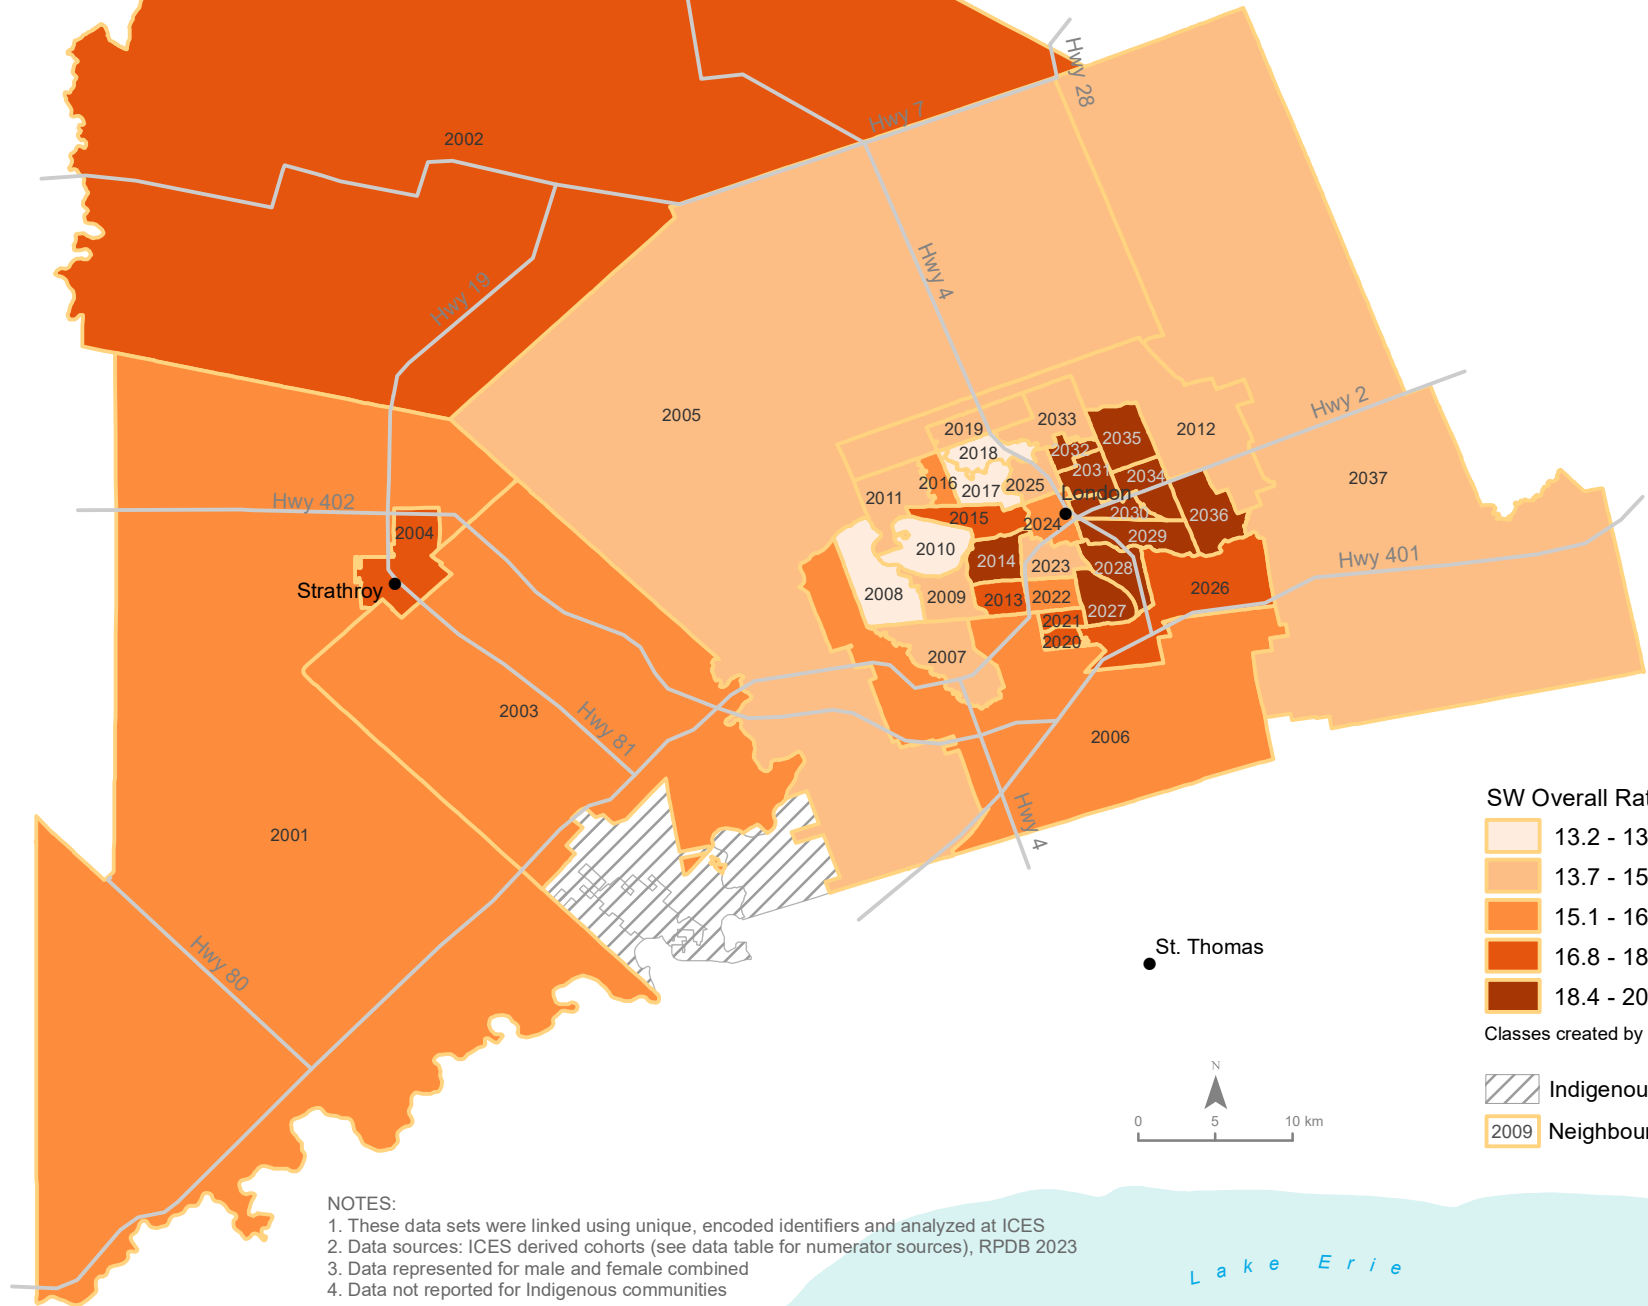 Hwy 28
Hwy 7
2002
Hwy 4
Hwy 19
Hwy 2
2005
2033
2019
2012
2035
2032
2018
2031
2034
2037
2016
2017
2025
2011
London
Hwy 402
2030
2036
2015
2024
2004
2029
2010
Hwy 401
2014
2023
2028
Strathroy
2008
2009
2013
2022
2026
2027
2021
2020
2007
2003
Hwy 81
2006
SW Overall Rat
13.2 - 13
2001
Hwy 4
13.7 - 15
15.1 - 16
Hwy 80
St. Thomas
16.8 - 18
18.4 - 20
Classes created by
N
Indigenou
0 5 10 km
2009 Neighbour
NOTES:
1. These data sets were linked using unique, encoded identifiers and analyzed at ICES
2. Data sources: ICES derived cohorts (see data table for numerator sources), RPDB 2023
3. Data represented for male and female combined
4. Data not reported for Indigenous communities
Lake Erie